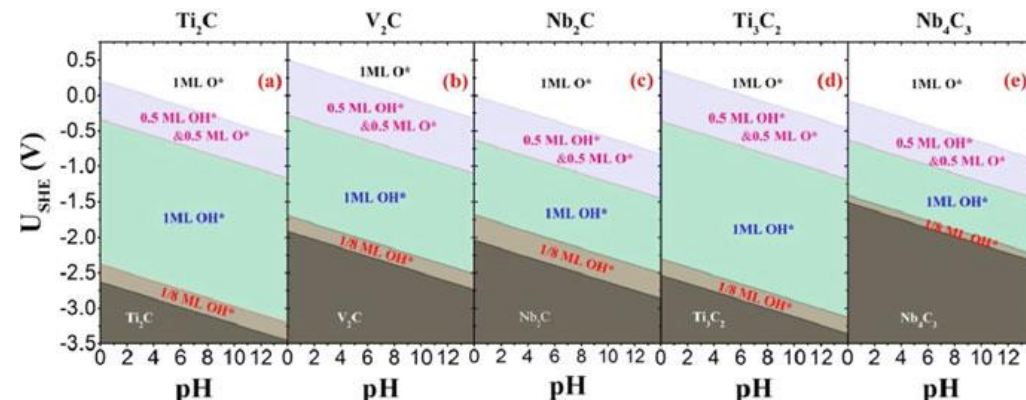 Ti₂C V₂C Nb₂C Ti₃C₂ Nb₄C₃
U_SHE (V)
0.5
0.0
-0.5
-1.0
-1.5
-2.0
-2.5
-3.0
-3.5
1ML O*
(a)
0.5 ML OH*
&0.5 ML O*
1ML OH*
1/8 ML OH*
Ti₂C
0 2 4 6 8 10 12
pH
1ML O*
(b)
0.5 ML OH*
&0.5 ML O*
1ML OH*
1/8 ML OH*
V₂C
0 2 4 6 8 10 12
pH
1ML O*
(c)
0.5 ML OH*
&0.5 ML O*
1ML OH*
1/8 ML OH*
Nb₂C
0 2 4 6 8 10 12
pH
1ML O*
(d)
0.5 ML OH*
&0.5 ML O*
1ML OH*
1/8 ML OH*
Ti₃C₂
0 2 4 6 8 10 12
pH
1ML O*
(e)
0.5 ML OH*
&0.5 ML O*
1ML OH*
1/8 ML OH*
Nb₄C₃
0 2 4 6 8 10 12
pH